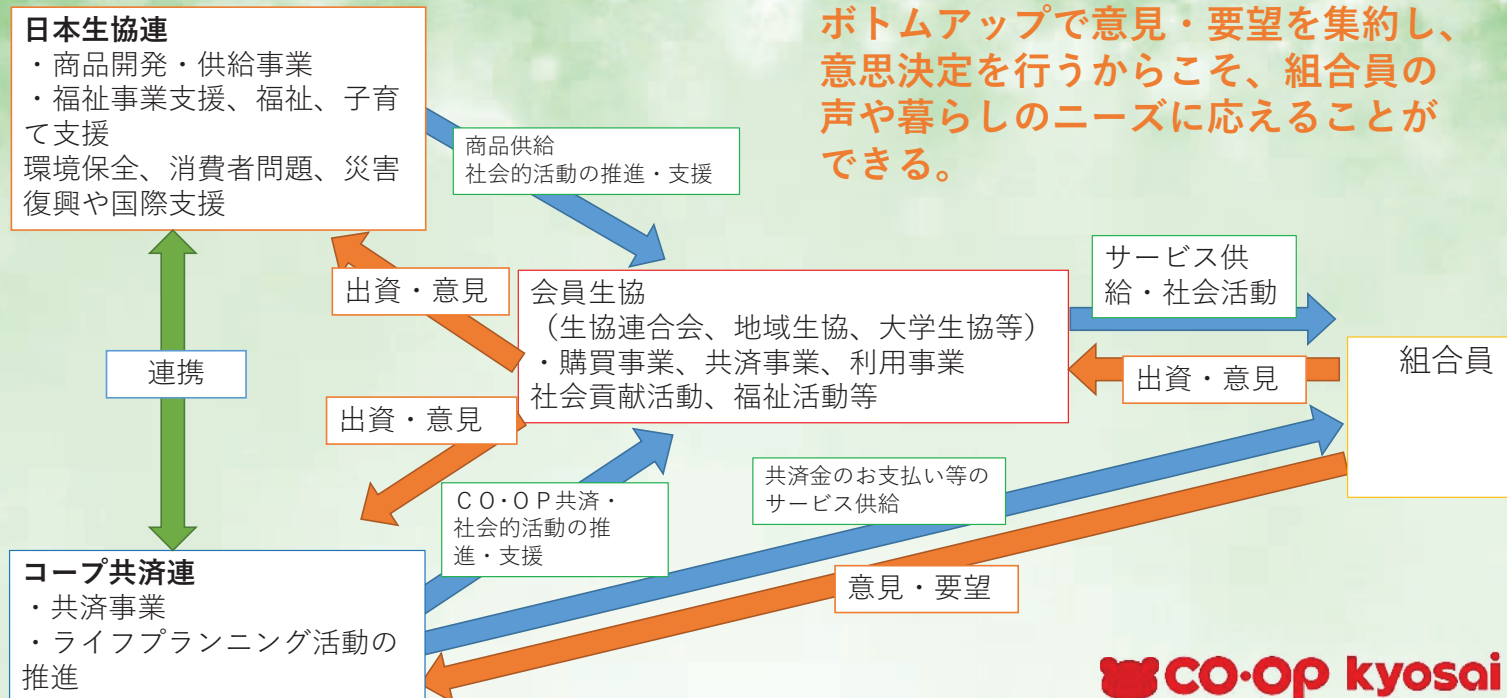 日本生協連
・商品開発・供給事業
・福祉事業支援、福祉、子育
て支援
環境保全、消費者問題、災害
復興や国際支援
ボトムアップで意見・要望を集約し、
意思決定を行うからこそ、組合員の
声や暮らしのニーズに応えることが
できる。
商品供給
社会的活動の推進・支援
出資・意見
会員生協
（生協連合会、地域生協、大学生協等）
・購買事業、共済事業、利用事業
社会貢献活動、福祉活動等
サービス供
給・社会活動
出資・意見
組合員
連携
出資・意見
ＣＯ･ＯＰ共済・
社会的活動の推
進・支援
共済金のお支払い等の
サービス供給
意見・要望
コープ共済連
・共済事業
・ライフプランニング活動の
推進
CO·OP kyosai